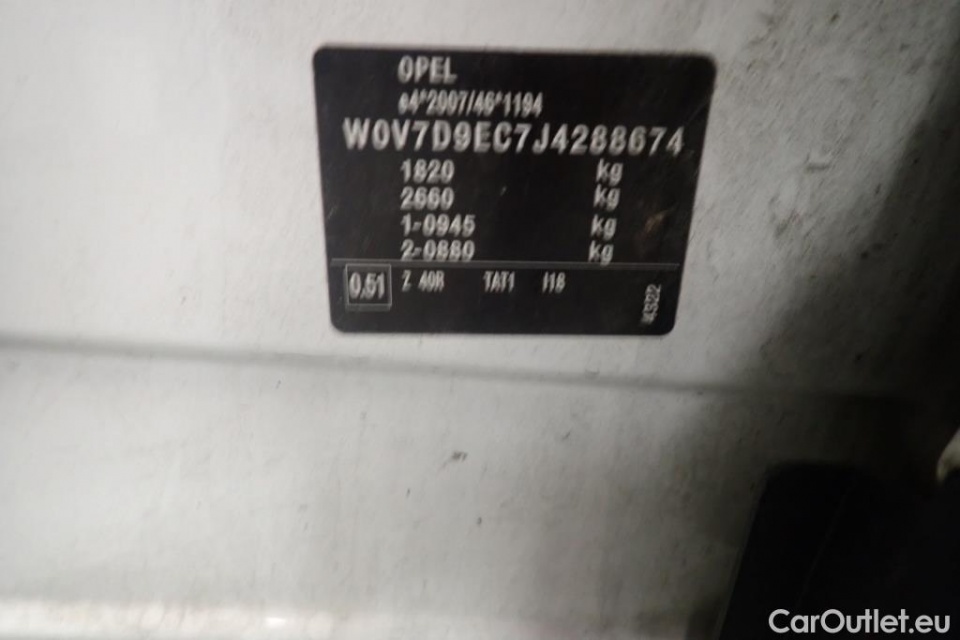 OPEL
e4*2007/46*1194
W0V7D9EC7J4288674
1820 kg
2660 kg
1-0945 kg
2-0880 kg
0.51 Z 40R TAT1 I18
CarOutlet.eu